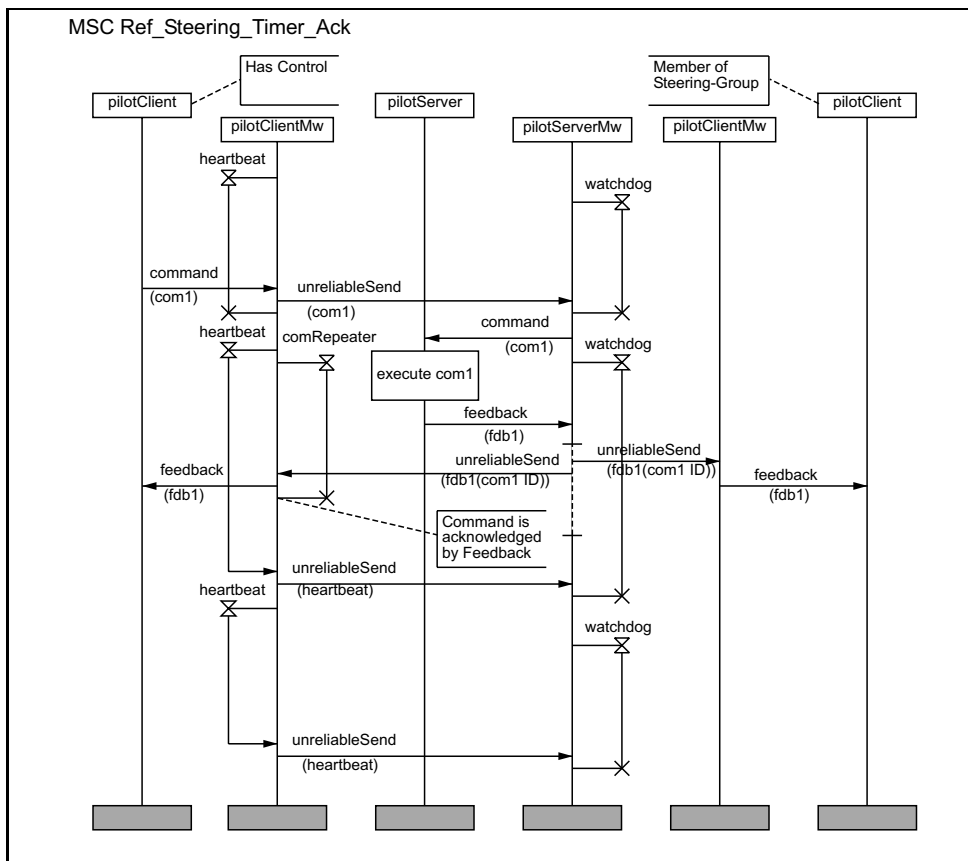 MSC Ref_Steering_Timer_Ack
Has Control
Member of
Steering-Group
pilotClient
pilotServer
pilotClient
pilotClientMw
pilotServerMw
pilotClientMw
heartbeat
watchdog
command
(com1)
unreliableSend
(com1)
command
(com1)
heartbeat
comRepeater
watchdog
execute com1
feedback
(fdb1)
unreliableSend
(fdb1(com1 ID))
unreliableSend
(fdb1(com1 ID))
feedback
(fdb1)
feedback
(fdb1)
Command is
acknowledged
by Feedback
unreliableSend
(heartbeat)
heartbeat
watchdog
unreliableSend
(heartbeat)